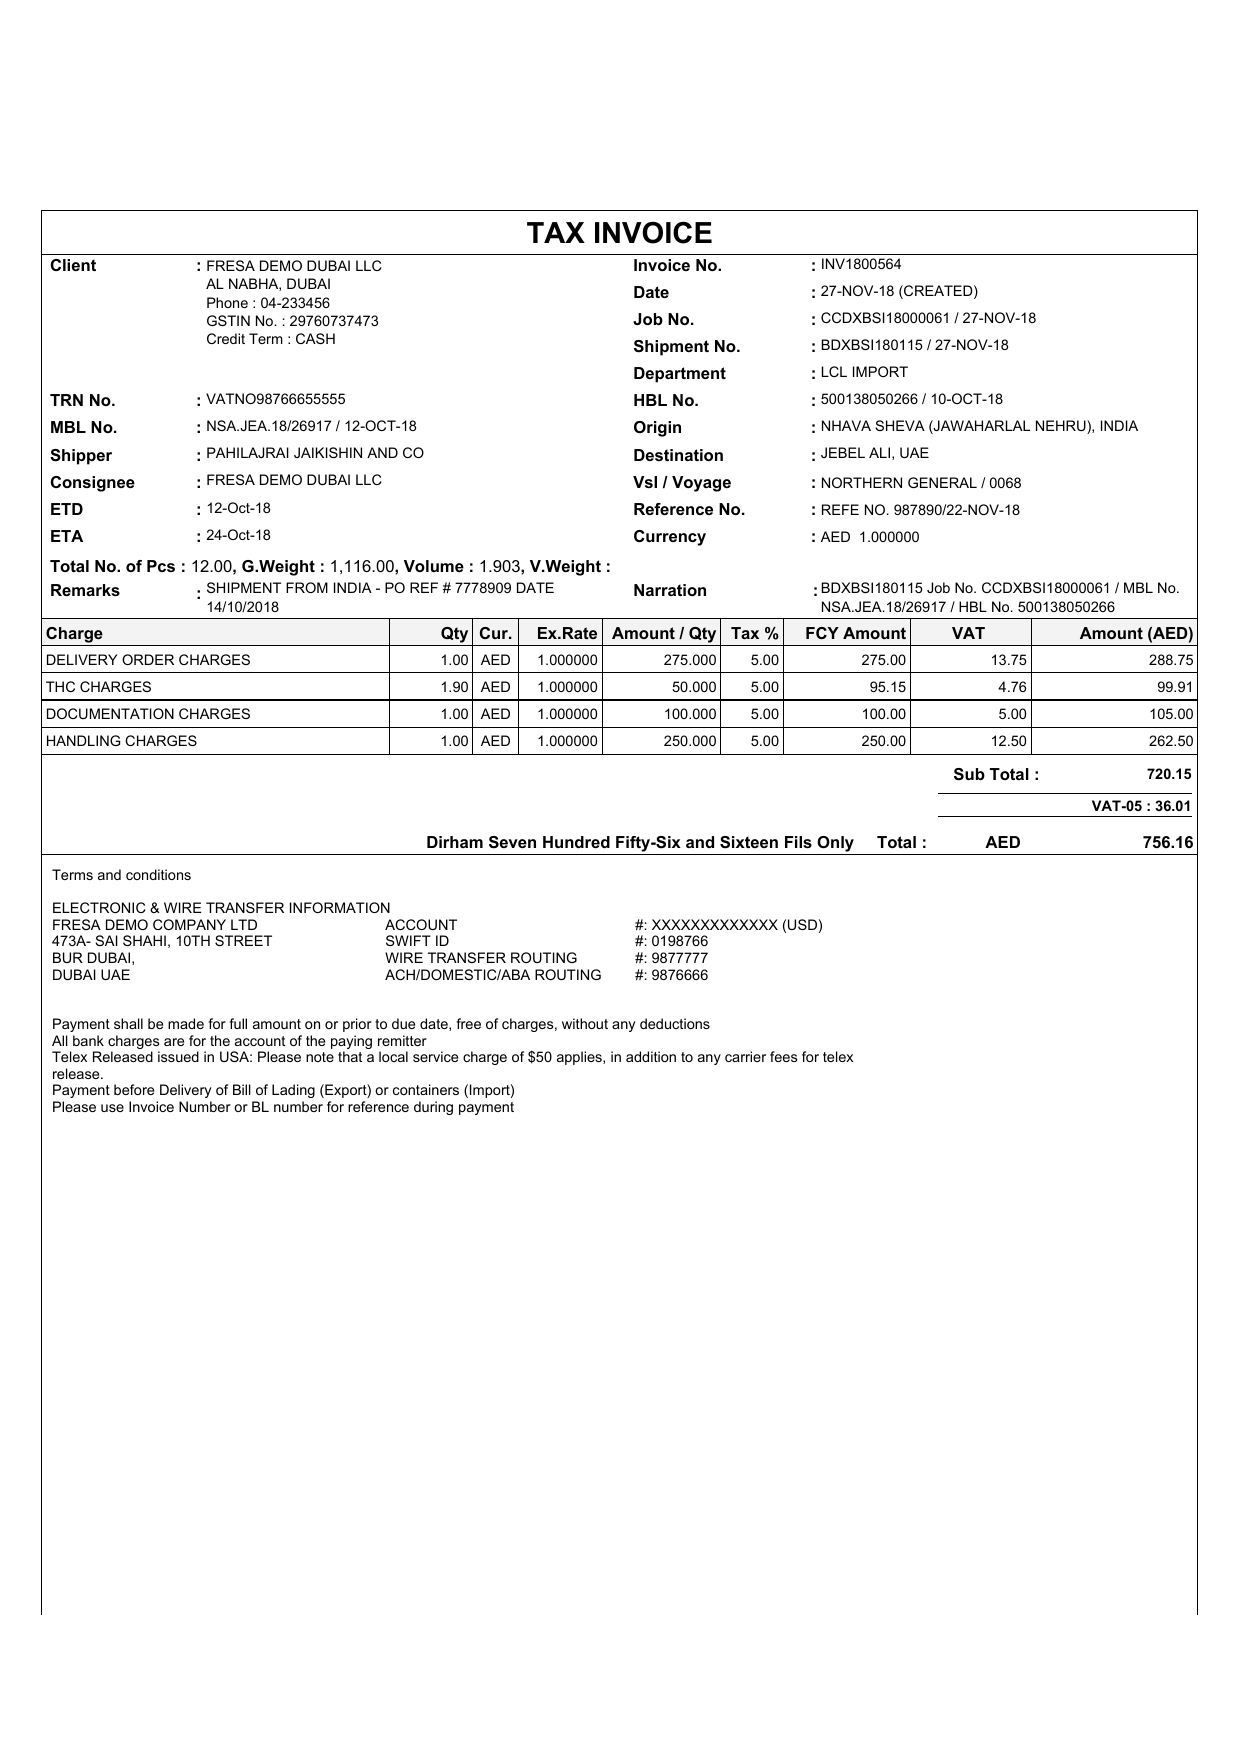 TAX INVOICE
Client : FRESA DEMO DUBAI LLC
AL NABHA, DUBAI
Phone : 04-233456
GSTIN No. : 29760737473
Credit Term : CASH
Invoice No. : INV1800564
Date : 27-NOV-18 (CREATED)
Job No. : CCDXBSI18000061 / 27-NOV-18
Shipment No. : BDXBSI180115 / 27-NOV-18
Department : LCL IMPORT
TRN No. : VATNO98766655555 HBL No. : 500138050266 / 10-OCT-18
MBL No. : NSA.JEA.18/26917 / 12-OCT-18 Origin : NHAVA SHEVA (JAWAHARLAL NEHRU), INDIA
Shipper : PAHILAJRAI JAIKISHIN AND CO Destination : JEBEL ALI, UAE
Consignee : FRESA DEMO DUBAI LLC Vsl / Voyage : NORTHERN GENERAL / 0068
ETD : 12-Oct-18 Reference No. : REFE NO. 987890/22-NOV-18
ETA : 24-Oct-18 Currency : AED 1.000000
Total No. of Pcs : 12.00, G.Weight : 1,116.00, Volume : 1.903, V.Weight :
Remarks : SHIPMENT FROM INDIA - PO REF # 7778909 DATE
14/10/2018
Narration : BDXBSI180115 Job No. CCDXBSI18000061 / MBL No.
NSA.JEA.18/26917 / HBL No. 500138050266
Charge Qty Cur. Ex.Rate Amount / Qty Tax % FCY Amount VAT Amount (AED)
DELIVERY ORDER CHARGES 1.00 AED 1.000000 275.000 5.00 275.00 13.75 288.75
THC CHARGES 1.90 AED 1.000000 50.000 5.00 95.15 4.76 99.91
DOCUMENTATION CHARGES 1.00 AED 1.000000 100.000 5.00 100.00 5.00 105.00
HANDLING CHARGES 1.00 AED 1.000000 250.000 5.00 250.00 12.50 262.50
Sub Total : 720.15
VAT-05 : 36.01
Dirham Seven Hundred Fifty-Six and Sixteen Fils Only Total : AED 756.16
Terms and conditions
ELECTRONIC & WIRE TRANSFER INFORMATION
FRESA DEMO COMPANY LTD ACCOUNT #: XXXXXXXXXXXXX (USD)
473A- SAI SHAHI, 10TH STREET SWIFT ID #: 0198766
BUR DUBAI, WIRE TRANSFER ROUTING #: 9877777
DUBAI UAE ACH/DOMESTIC/ABA ROUTING #: 9876666
Payment shall be made for full amount on or prior to due date, free of charges, without any deductions
All bank charges are for the account of the paying remitter
Telex Released issued in USA: Please note that a local service charge of $50 applies, in addition to any carrier fees for telex
release.
Payment before Delivery of Bill of Lading (Export) or containers (Import)
Please use Invoice Number or BL number for reference during payment